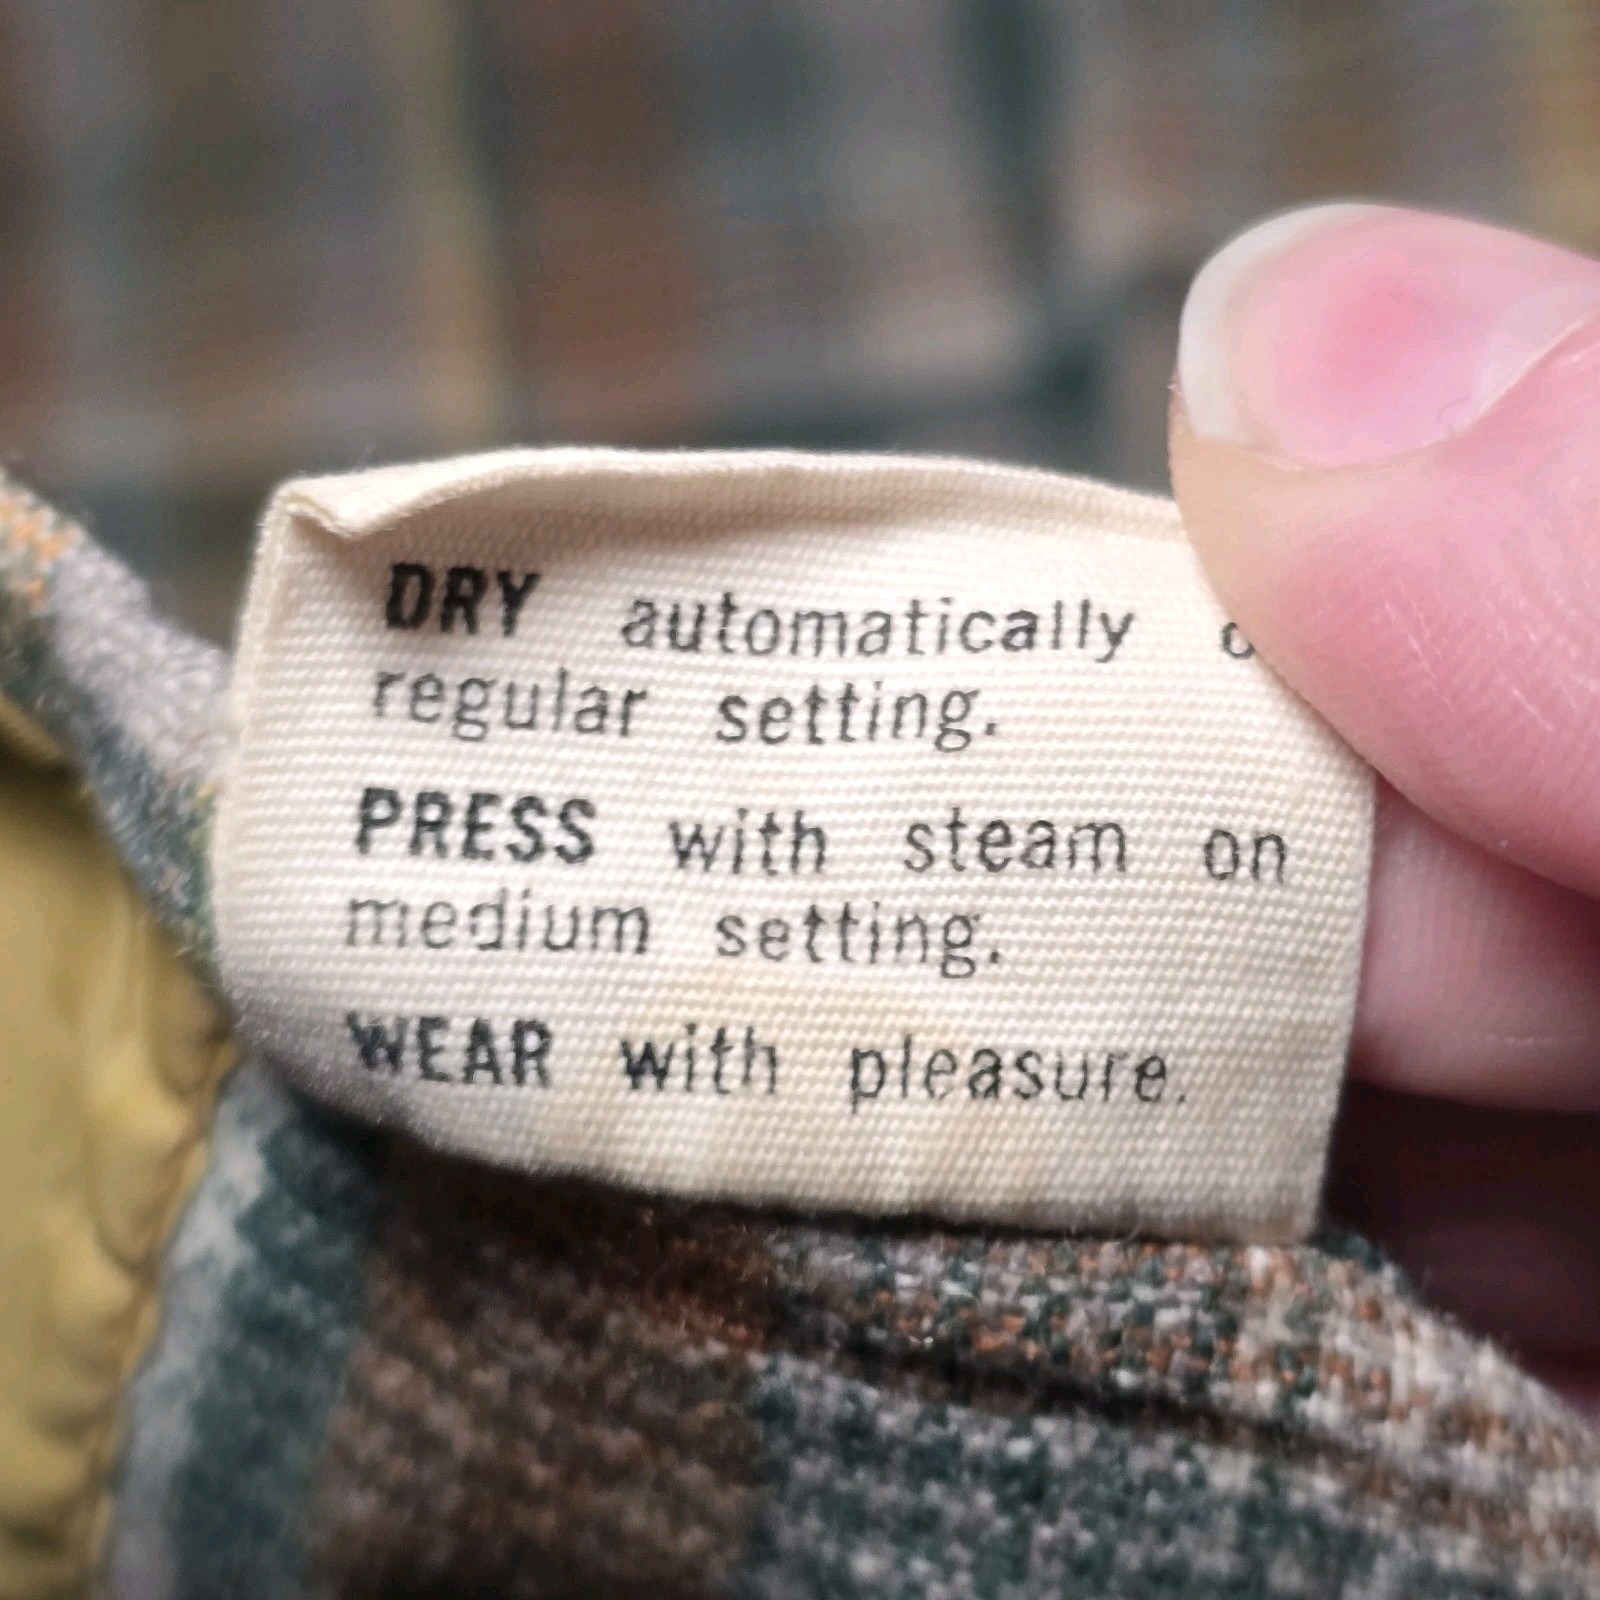 DRY automatically
regular setting.
PRESS with steam on
medium setting.
WEAR with pleasure.